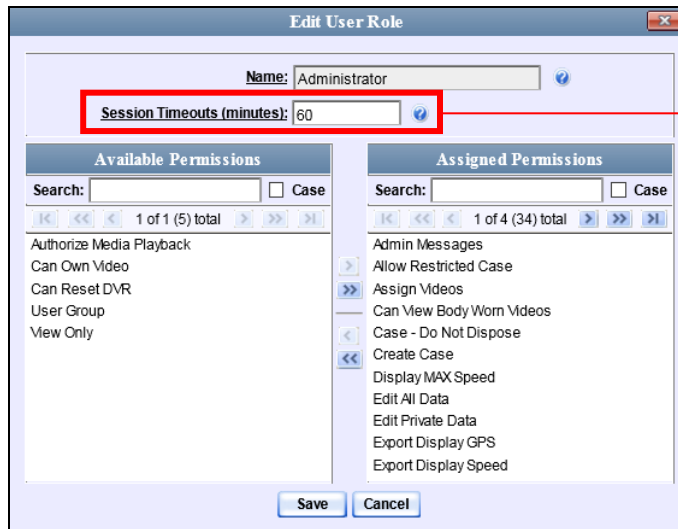 Edit User Role
Name: Administrator
Session Timeouts (minutes): 60
Available Permissions
Search: Case
1 of 1 (5) total
Authorize Media Playback
Can Own Video
Can Reset DVR
User Group
View Only
Assigned Permissions
Search: Case
1 of 4 (34) total
Admin Messages
Allow Restricted Case
Assign Videos
Can View Body Worn Videos
Case - Do Not Dispose
Create Case
Display MAX Speed
Edit All Data
Edit Private Data
Export Display GPS
Export Display Speed
Save Cancel